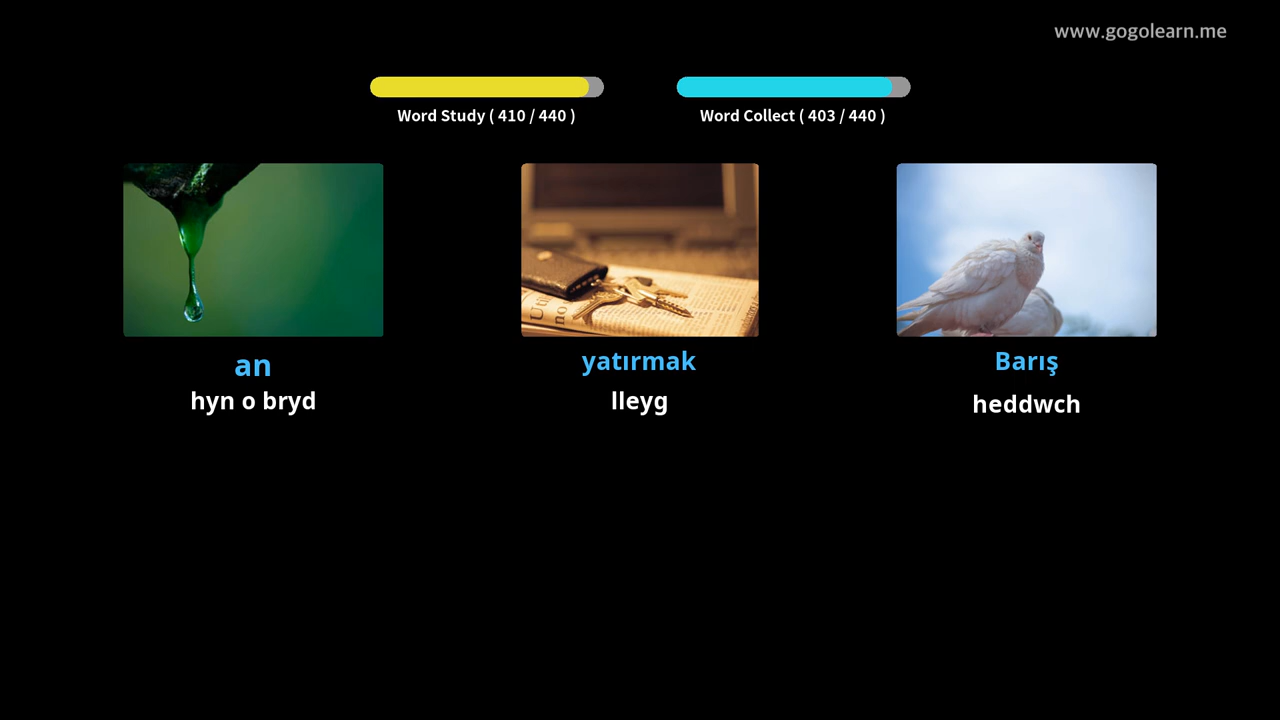 www.gogolearn.me
Word Study ( 410 / 440 )
Word Collect ( 403 / 440 )
an
yatırmak
Barış
hyn o bryd
lleyg
heddwch